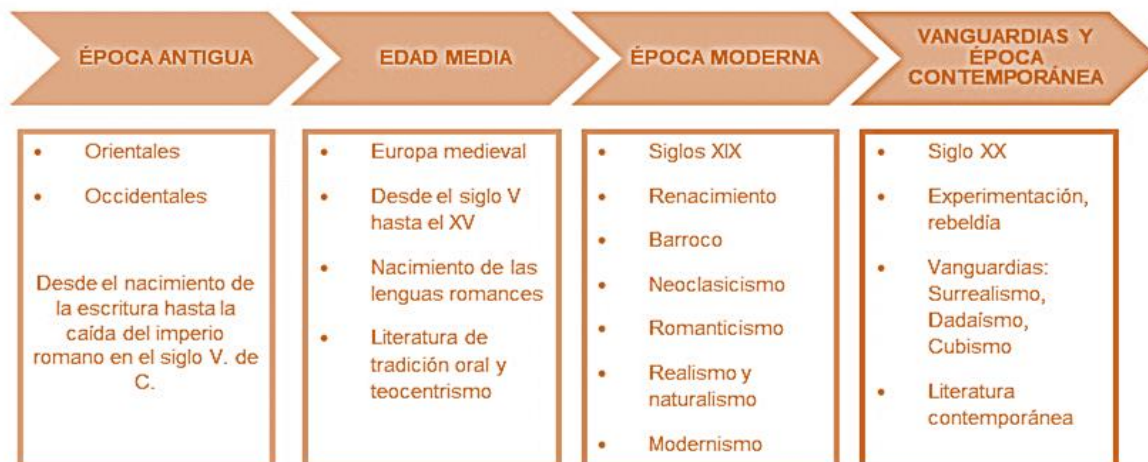 ÉPOCA ANTIGUA
EDAD MEDIA
ÉPOCA MODERNA
VANGUARDIAS Y
ÉPOCA
CONTEMPORÁNEA
• Orientales
• Occidentales
Desde el nacimiento de
la escritura hasta la
caída del imperio
romano en el siglo V. de
C.
• Europa medieval
• Desde el siglo V
hasta el XV
• Nacimiento de las
lenguas romances
• Literatura de
tradición oral y
teocentrismo
• Siglos XIX
• Renacimiento
• Barroco
• Neoclasicismo
• Romanticismo
• Realismo y
naturalismo
• Modernismo
• Siglo XX
• Experimentación,
rebeldía
• Vanguardias:
Surrealismo,
Dadaísmo,
Cubismo
• Literatura
contemporánea